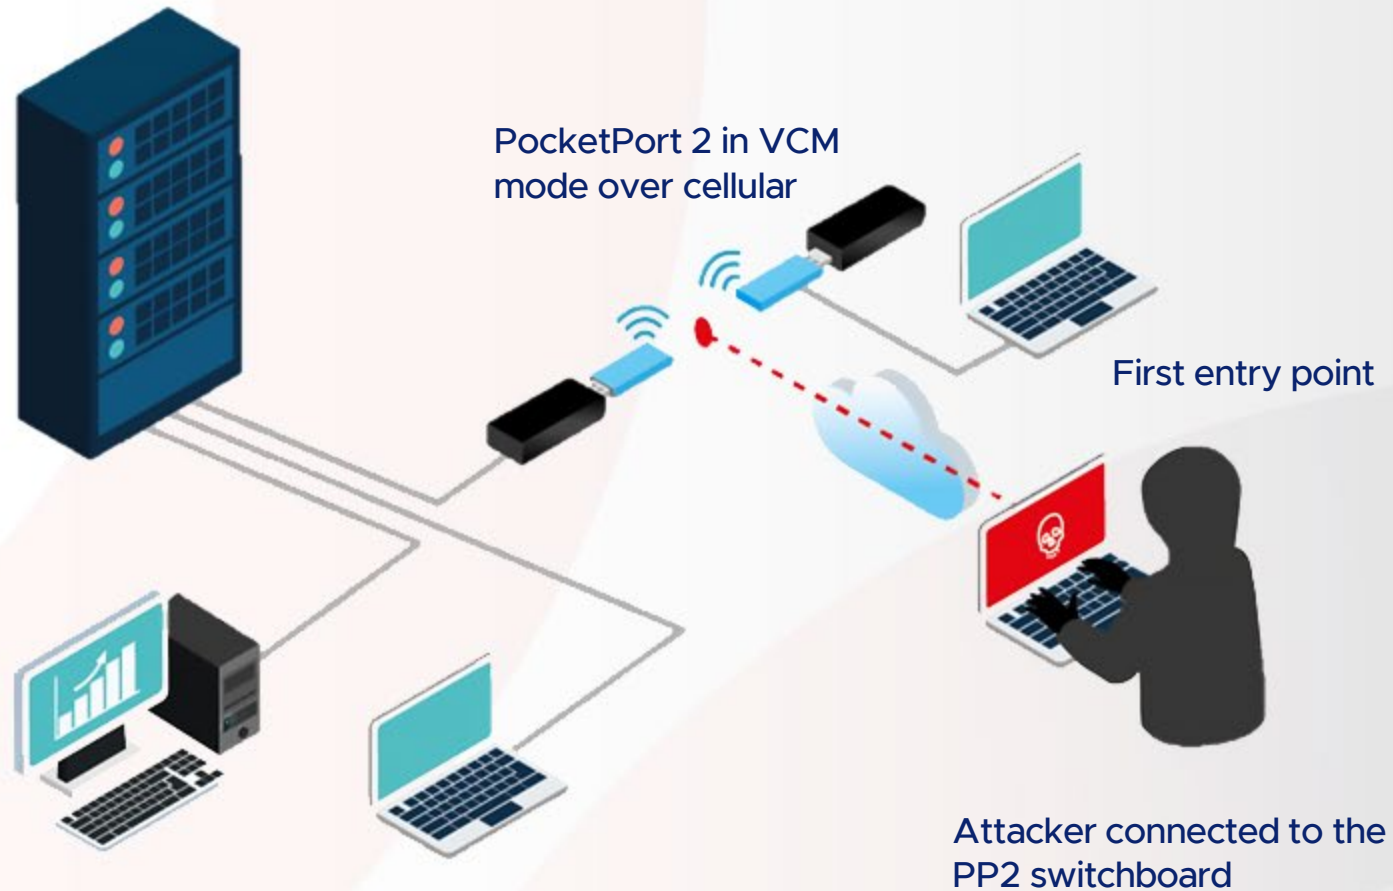 PocketPort 2 in VCM
mode over cellular
First entry point
Attacker connected to the
PP2 switchboard